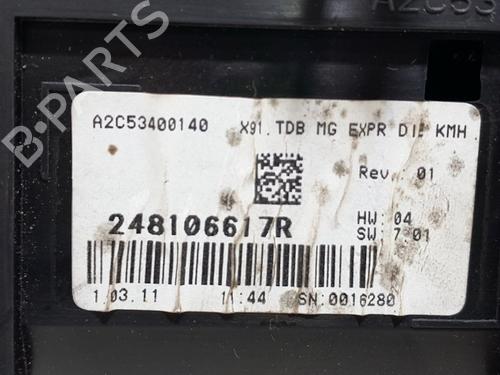 A2C53
B-PARTS
A2C53400140 X91.TDB MG EXPR DIE KMH
Rev.: 01
248106617R
HW: 04
SW: 7.01
1.03.11 11:44 SN:0016280